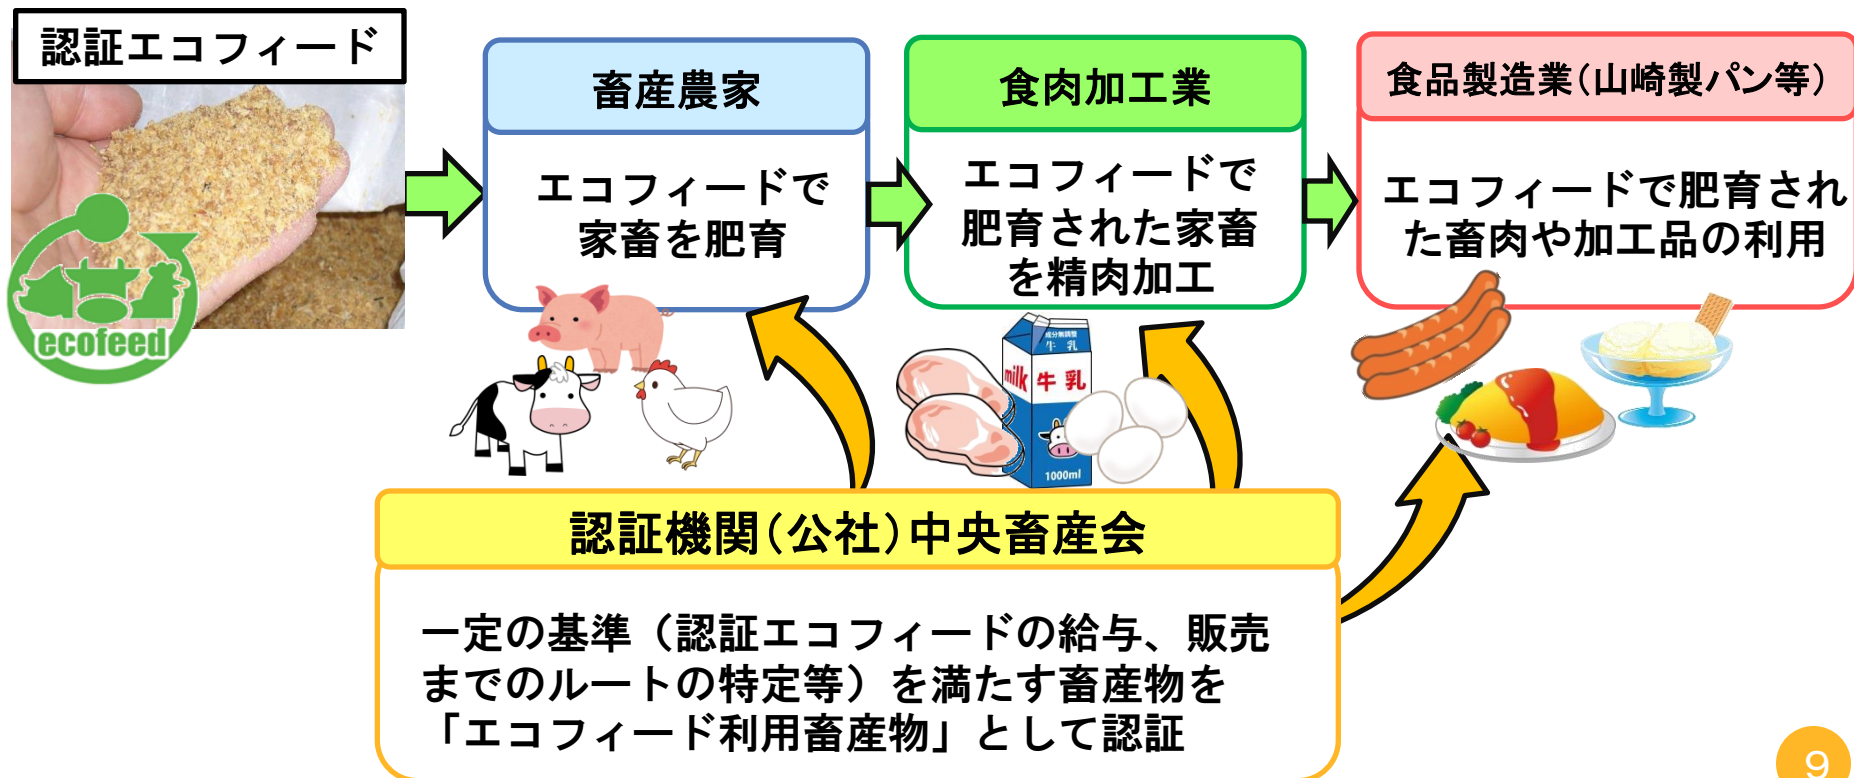 認証エコフィード
ecofeed
畜産農家
エコフィードで
家畜を肥育
食肉加工業
エコフィードで
肥育された家畜
を精肉加工
食品製造業(山崎製パン等)
エコフィードで肥育され
た畜肉や加工品の利用
成分無調整
牛 乳
milk 牛乳
1000ml
認証機関(公社)中央畜産会
一定の基準（認証エコフィードの給与、販売
までのルートの特定等）を満たす畜産物を
「エコフィード利用畜産物」として認証
9